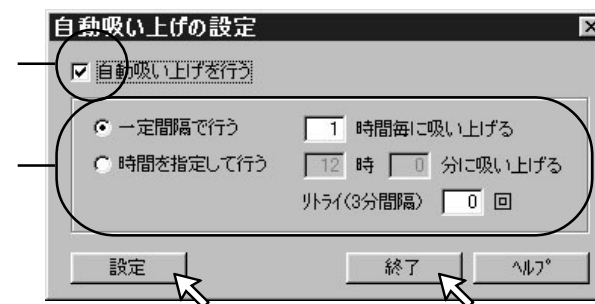 自動吸い上げの設定
自動吸い上げを行う
一定間隔で行う 1 時間毎に吸い上げる
時間を指定して行う 12 時 0 分に吸い上げる
リトライ(3分間隔) 0 回
設定 終了 ヘルプ